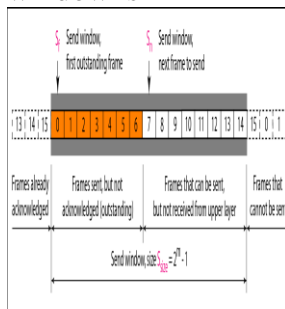 Sf Send window, first outstanding frame
Sn Send window, next frame to send
13 14 15 0 1 2 3 4 5 6 7 8 9 10 11 12 13 14 15 0 1
Frames already acknowledged
Frames sent, but not acknowledged (outstanding)
Frames that can be sent, but not received from upper layer
Frames that cannot be sen
Send window, size Ssize = 2m - 1